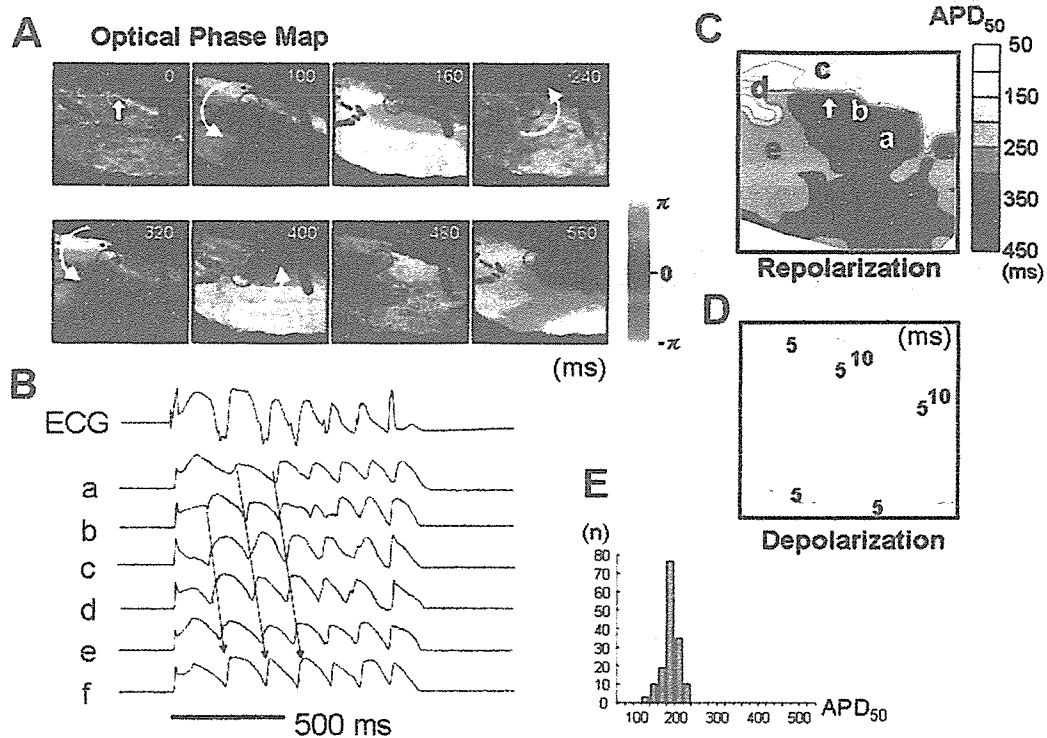 A
Optical Phase Map
0
100
160
240
320
400
480
560
π
0
-π
(ms)
B
ECG
a
b
c
d
e
f
500 ms
C
APD50
50
150
250
350
450
(ms)
c
d
b
a
e
Repolarization
D
(ms)
5
5 10
5 10
5
5
Depolarization
E
(n)
80
70
60
50
40
30
20
10
0
100 200 300 400 500 APD50